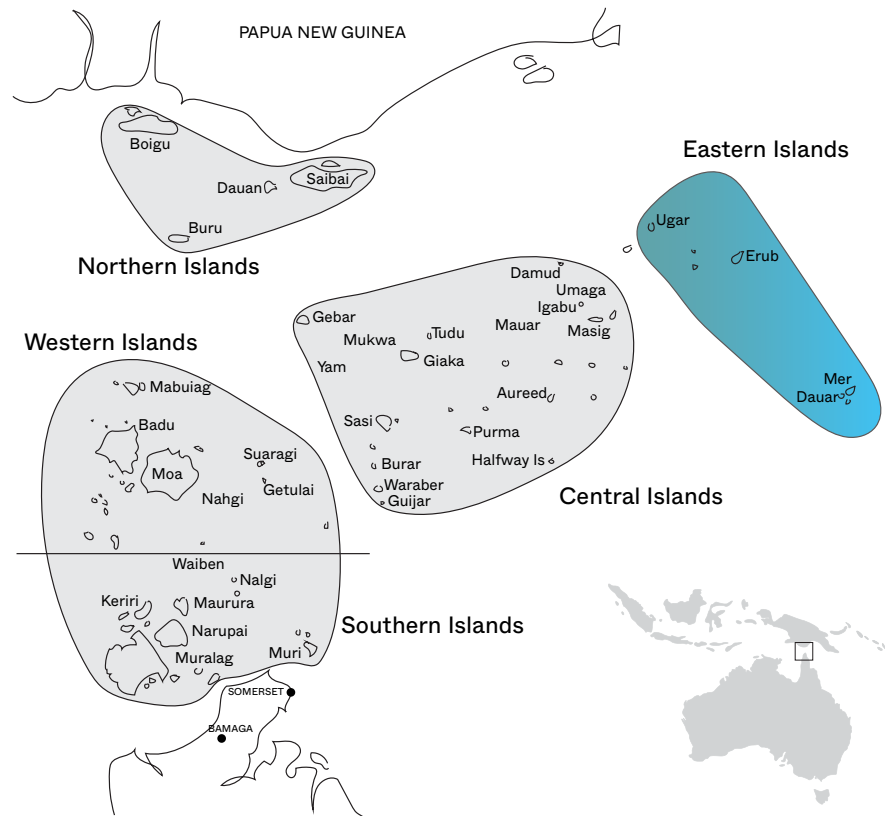 PAPUA NEW GUINEA
Boigu
Dauan
Saibai
Buru
Northern Islands
Eastern Islands
Ugar
Erub
Mer
Dauar
Damud
Umaga
Igabu
Gebar
Mukwa
Tudu
Mauar
Masig
Yam
Giaka
Aureed
Sasi
Purma
Burar
Halfway Is
Waraber
Guijar
Central Islands
Western Islands
Mabuiag
Badu
Moa
Suaragi
Nahgi
Getulai
Waiben
Nalgi
Keriri
Maurura
Narupai
Muralag
Muri
Southern Islands
SOMERSET
BAMAGA